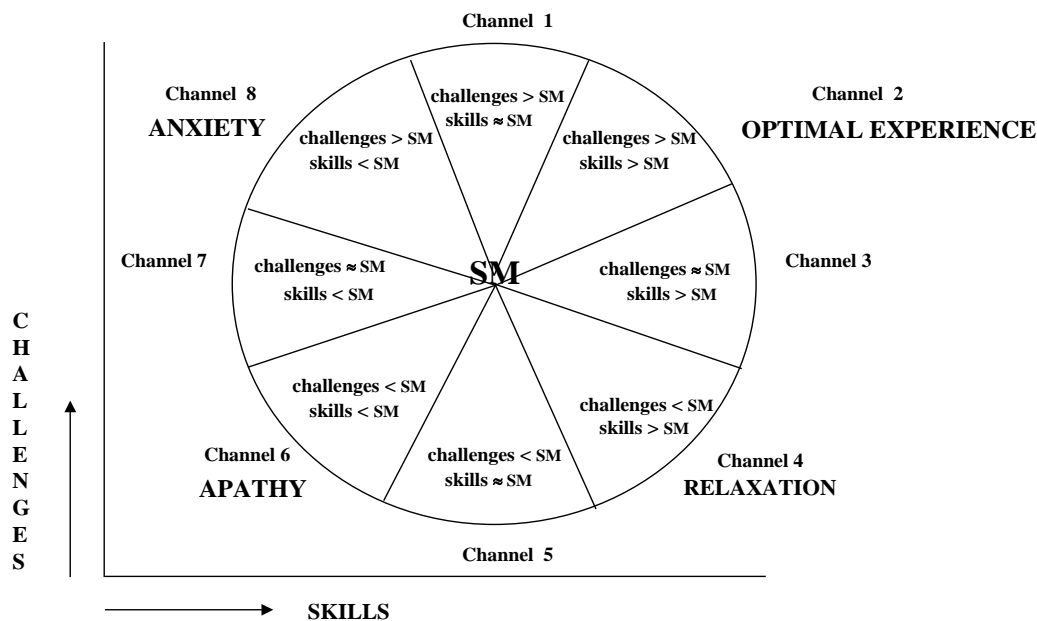 Channel 1
Channel 8
ANXIETY
challenges > SM
skills ≈ SM
Channel 2
OPTIMAL EXPERIENCE
challenges > SM
skills < SM
challenges > SM
skills > SM
Channel 7
challenges ≈ SM
skills < SM
SM
challenges ≈ SM
skills > SM
Channel 3
CHALLENGES
challenges < SM
skills < SM
challenges < SM
skills > SM
Channel 6
APATHY
challenges < SM
skills ≈ SM
Channel 4
RELAXATION
Channel 5
SKILLS